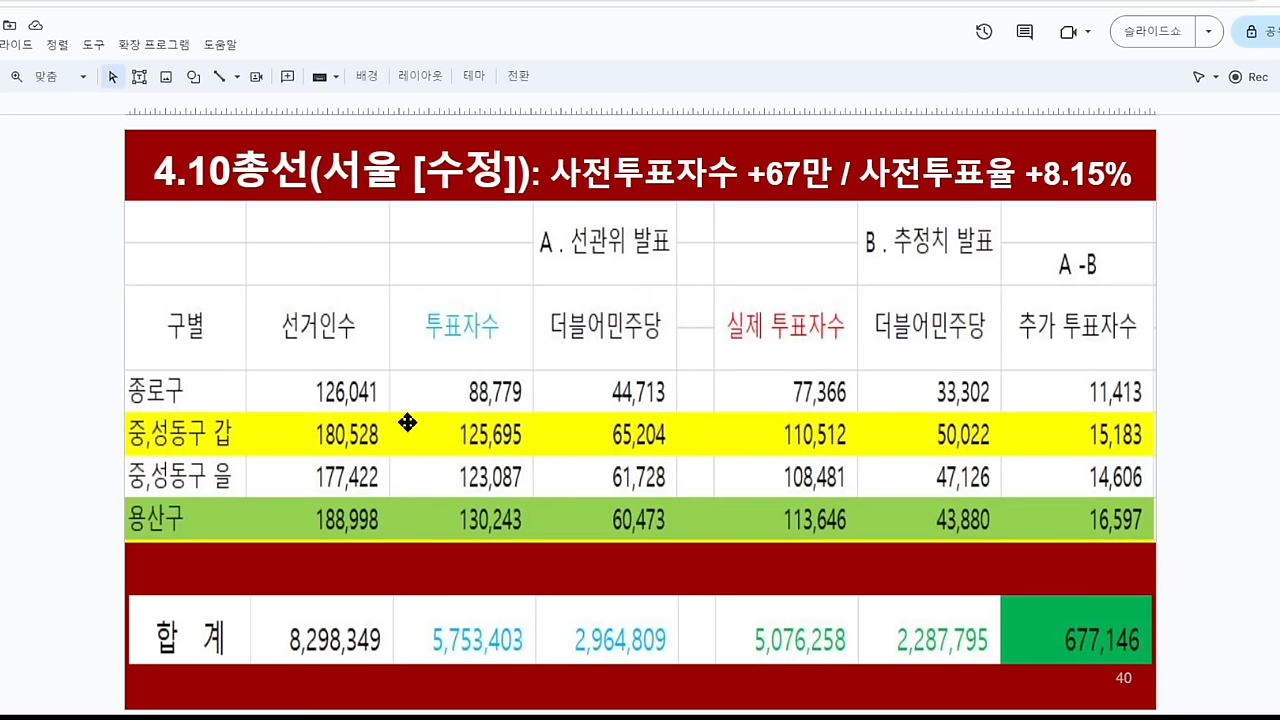 슬라이드쇼
라이드 정렬 도구 확장 프로그램 도움말
맞춤 배경 레이아웃 테마 전환 Rec
4.10총선(서울 [수정]): 사전투표자수 +67만 / 사전투표율 +8.15%
A . 선관위 발표 B . 추정치 발표
A -B
구별 선거인수 투표자수 더블어민주당 실제 투표자수 더블어민주당 추가 투표자수
종로구 126,041 88,779 44,713 77,366 33,302 11,413
중,성동구 갑 180,528 125,695 65,204 110,512 50,022 15,183
중,성동구 을 177,422 123,087 61,728 108,481 47,126 14,606
용산구 188,998 130,243 60,473 113,646 43,880 16,597
합 계 8,298,349 5,753,403 2,964,809 5,076,258 2,287,795 677,146
40